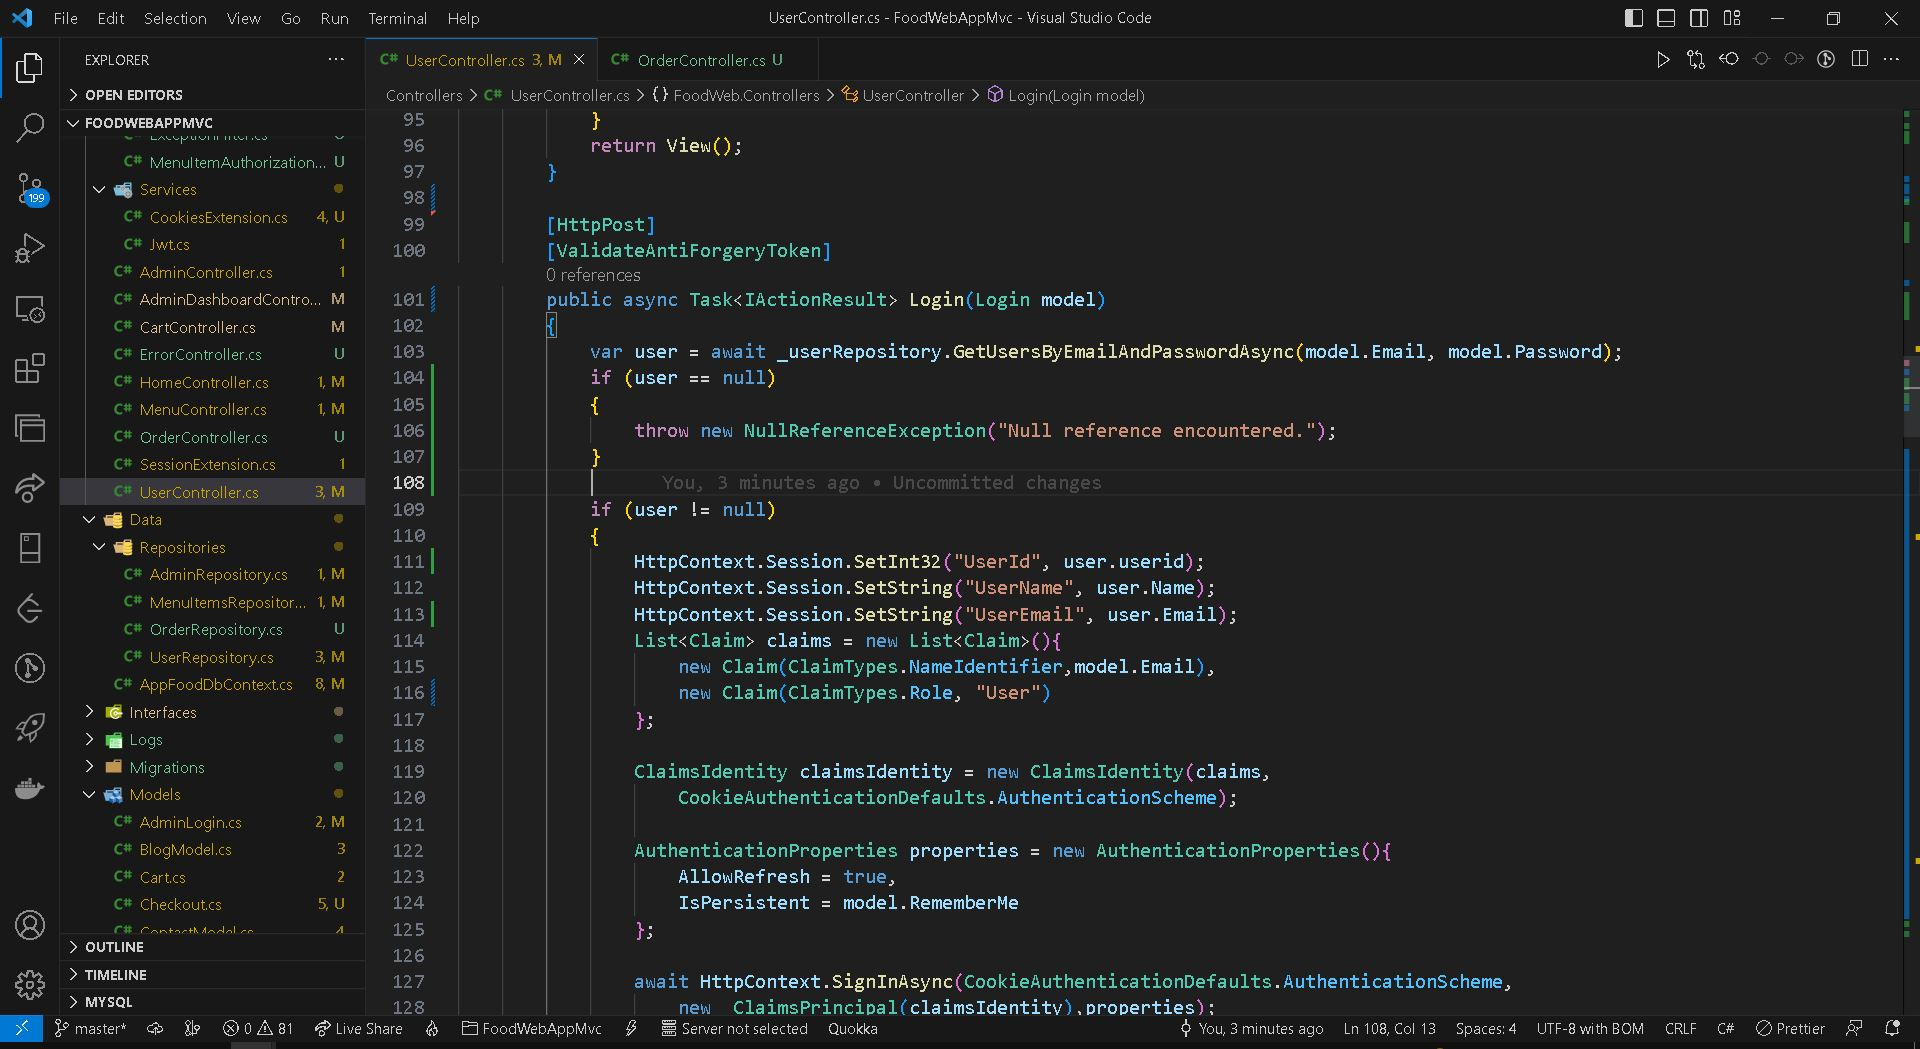 File Edit Selection View Go Run Terminal Help
UserController.cs - FoodWebAppMvc - Visual Studio Code
EXPLORER
OPEN EDITORS
FOODWEBAPPMVC
ExceptionFilter.cs U
C# MenuItemAuthorization... U
Services
C# CookiesExtension.cs 4, U
C# Jwt.cs 1
C# AdminController.cs 1
C# AdminDashboardContro... M
C# CartController.cs M
C# ErrorController.cs U
C# HomeController.cs 1, M
C# MenuController.cs 1, M
C# OrderController.cs U
C# SessionExtension.cs 1
C# UserController.cs 3, M
Data
Repositories
C# AdminRepository.cs 1, M
C# MenuItemsRepositor... 1, M
C# OrderRepository.cs U
C# UserRepository.cs 3, M
C# AppFoodDbContext.cs 8, M
Interfaces
Logs
Migrations
Models
C# AdminLogin.cs 2, M
C# BlogModel.cs 3
C# Cart.cs 2
C# Checkout.cs 5, U
C# ContactModel.cs 4
OUTLINE
TIMELINE
MYSQL
199
C# UserController.cs 3, M
C# OrderController.cs U
Controllers > C# UserController.cs > {} FoodWeb.Controllers > UserController > Login(Login model)
95 }
96 return View();
97 }
98
99 [HttpPost]
100 [ValidateAntiForgeryToken]
0 references
101 public async Task<IActionResult> Login(Login model)
102 {
103 var user = await _userRepository.GetUsersByEmailAndPasswordAsync(model.Email, model.Password);
104 if (user == null)
105 {
106 throw new NullReferenceException("Null reference encountered.");
107 }
108 You, 3 minutes ago • Uncommitted changes
109 if (user != null)
110 {
111 HttpContext.Session.SetInt32("UserId", user.userid);
112 HttpContext.Session.SetString("UserName", user.Name);
113 HttpContext.Session.SetString("UserEmail", user.Email);
114 List<Claim> claims = new List<Claim>(){
115 new Claim(ClaimTypes.NameIdentifier,model.Email),
116 new Claim(ClaimTypes.Role, "User")
117 };
118
119 ClaimsIdentity claimsIdentity = new ClaimsIdentity(claims,
120 CookieAuthenticationDefaults.AuthenticationScheme);
121
122 AuthenticationProperties properties = new AuthenticationProperties(){
123 AllowRefresh = true,
124 IsPersistent = model.RememberMe
125 };
126
127 await HttpContext.SignInAsync(CookieAuthenticationDefaults.AuthenticationScheme,
128 new ClaimsPrincipal(claimsIdentity),properties);
master* 0 81 Live Share FoodWebAppMvc Server not selected Quokka You, 3 minutes ago Ln 108, Col 13 Spaces: 4 UTF-8 with BOM CRLF C# Prettier